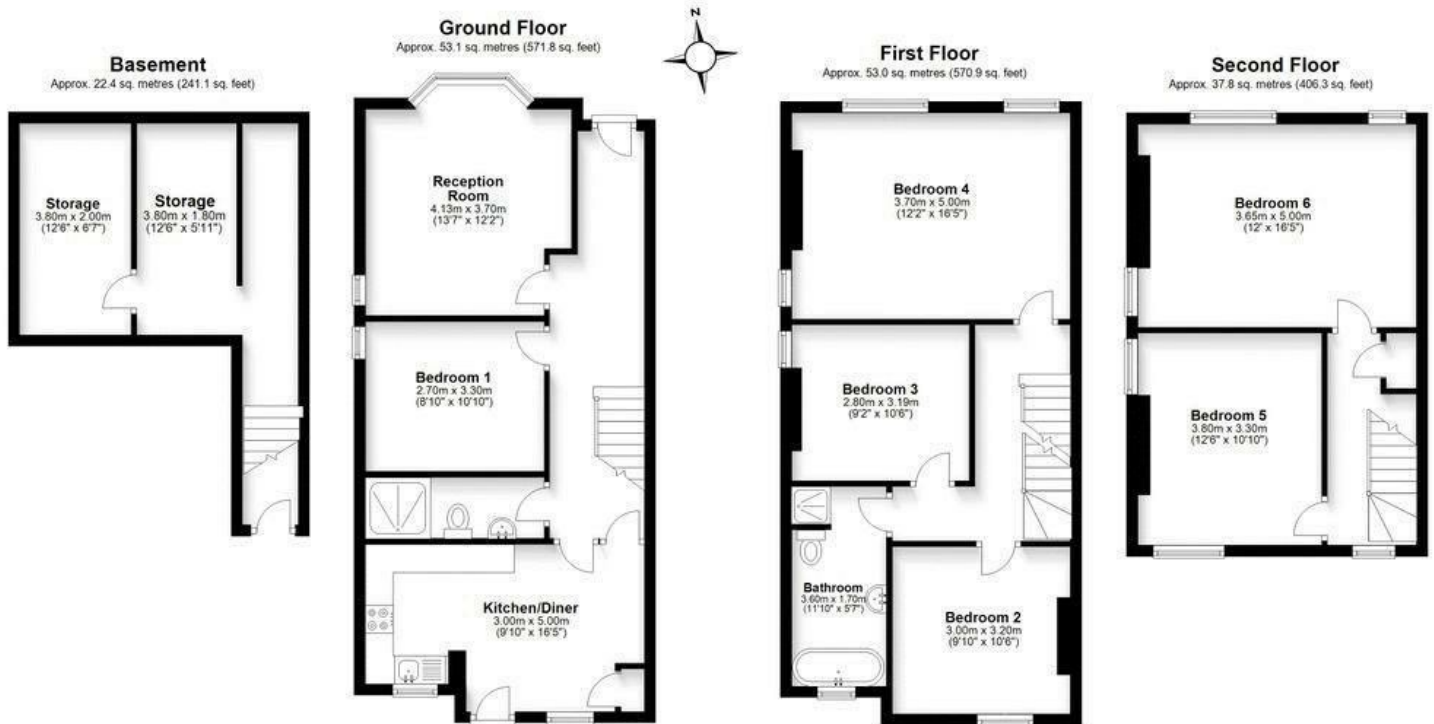 Basement
Approx. 22.4 sq. metres (241.1 sq. feet)
Storage
3.80m x 2.00m
(12'6" x 6'7")
Storage
3.80m x 1.80m
(12'6" x 5'11")
Ground Floor
Approx. 53.1 sq. metres (571.8 sq. feet)
Reception
Room
4.13m x 3.70m
(13'7" x 12'2")
Bedroom 1
2.70m x 3.30m
(8'10" x 10'10")
Kitchen/Diner
3.00m x 5.00m
(9'10" x 16'5")
N
First Floor
Approx. 53.0 sq. metres (570.9 sq. feet)
Bedroom 4
3.70m x 5.00m
(12'2" x 16'5")
Bedroom 3
2.80m x 3.19m
(9'2" x 10'6")
Bathroom
3.60m x 1.70m
(11'10" x 5'7")
Bedroom 2
3.00m x 3.20m
(9'10" x 10'6")
Second Floor
Approx. 37.8 sq. metres (406.3 sq. feet)
Bedroom 6
3.65m x 5.00m
(12' x 16'5")
Bedroom 5
3.80m x 3.30m
(12'6" x 10'10")